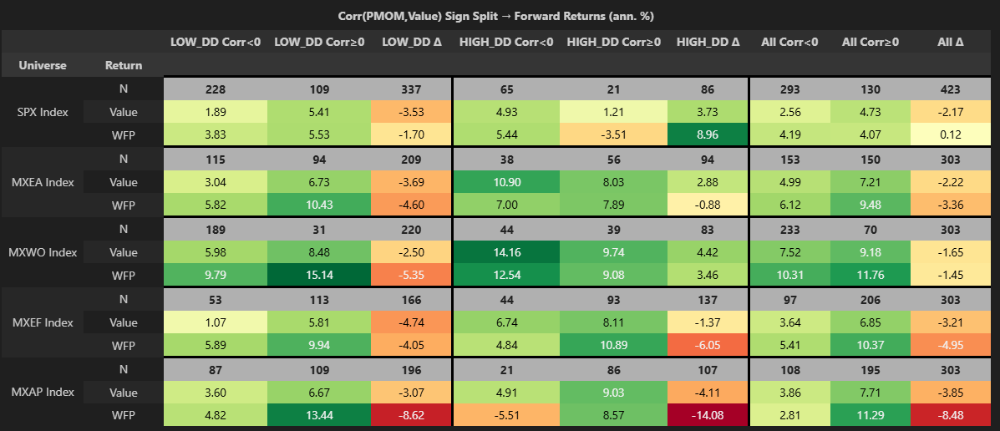 Corr(PMOM,Value) Sign Split → Forward Returns (ann. %)
LOW_DD Corr<0 LOW_DD Corr≥0 LOW_DD Δ HIGH_DD Corr<0 HIGH_DD Corr≥0 HIGH_DD Δ All Corr<0 All Corr≥0 All Δ
Universe Return
N 228 109 337 65 21 86 293 130 423
SPX Index Value 1.89 5.41 -3.53 4.93 1.21 3.73 2.56 4.73 -2.17
WFP 3.83 5.53 -1.70 5.44 -3.51 8.96 4.19 4.07 0.12
N 115 94 209 38 56 94 153 150 303
MXEA Index Value 3.04 6.73 -3.69 10.90 8.03 2.88 4.99 7.21 -2.22
WFP 5.82 10.43 -4.60 7.00 7.89 -0.88 6.12 9.48 -3.36
N 189 31 220 44 39 83 233 70 303
MXWO Index Value 5.98 8.48 -2.50 14.16 9.74 4.42 7.52 9.18 -1.65
WFP 9.79 15.14 -5.35 12.54 9.08 3.46 10.31 11.76 -1.45
N 53 113 166 44 93 137 97 206 303
MXEF Index Value 1.07 5.81 -4.74 6.74 8.11 -1.37 3.64 6.85 -3.21
WFP 5.89 9.94 -4.05 4.84 10.89 -6.05 5.41 10.37 -4.95
N 87 109 196 21 86 107 108 195 303
MXAP Index Value 3.60 6.67 -3.07 4.91 9.03 -4.11 3.86 7.71 -3.85
WFP 4.82 13.44 -8.62 -5.51 8.57 -14.08 2.81 11.29 -8.48